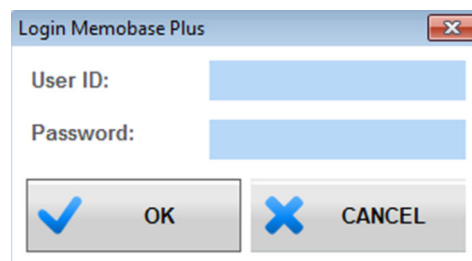 Login Memobase Plus
User ID:
Password:
OK
CANCEL